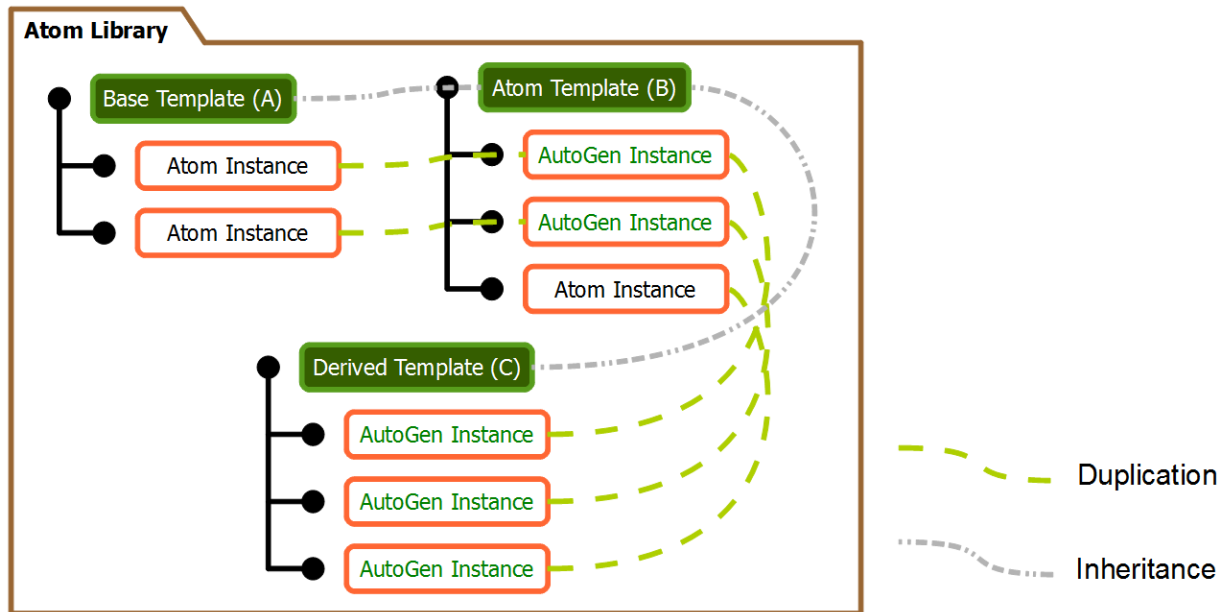 Atom Library
Base Template (A)
Atom Instance
Atom Instance
Atom Template (B)
AutoGen Instance
AutoGen Instance
Atom Instance
Derived Template (C)
AutoGen Instance
AutoGen Instance
AutoGen Instance
Duplication
Inheritance